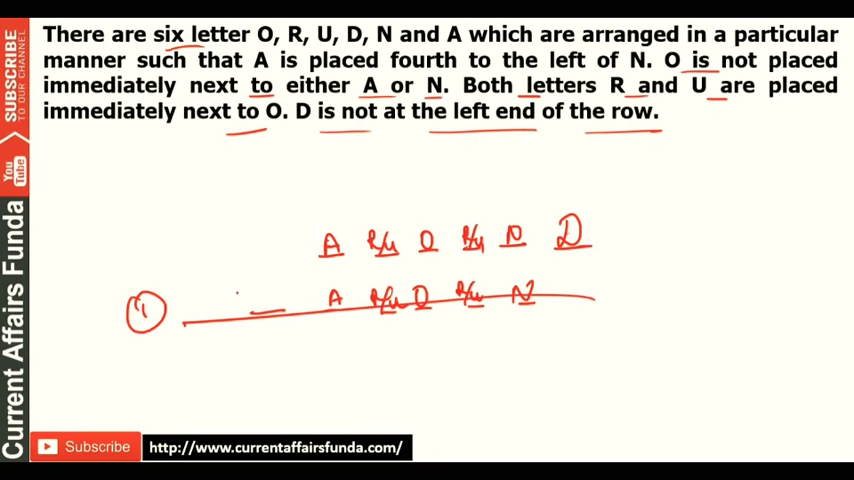 SUBSCRIBE
TO OUR CHANNEL
You
Tube
Current Affairs Funda
There are six letter O, R, U, D, N and A which are arranged in a particular
manner such that A is placed fourth to the left of N. O is not placed
immediately next to either A or N. Both letters R and U are placed
immediately next to O. D is not at the left end of the row.
A R/U O R/U N D
① A R/U O R/U N
Subscribe http://www.currentaffairsfunda.com/